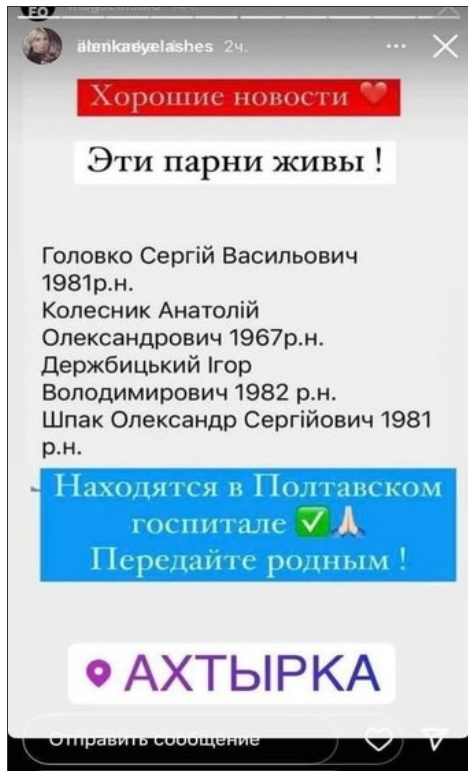 2ч.
Хорошие новости ❤️
Эти парни живы !
Головко Сергій Васильович
1981р.н.
Колесник Анатолій
Олександрович 1967р.н.
Держбицький Ігор
Володимирович 1982 р.н.
Шпак Олександр Сергійович 1981
р.н.
Находятся в Полтавском
госпитале ✅🙏🏻
Передайте родным !
АХТЫРКА
Отправить сообщение